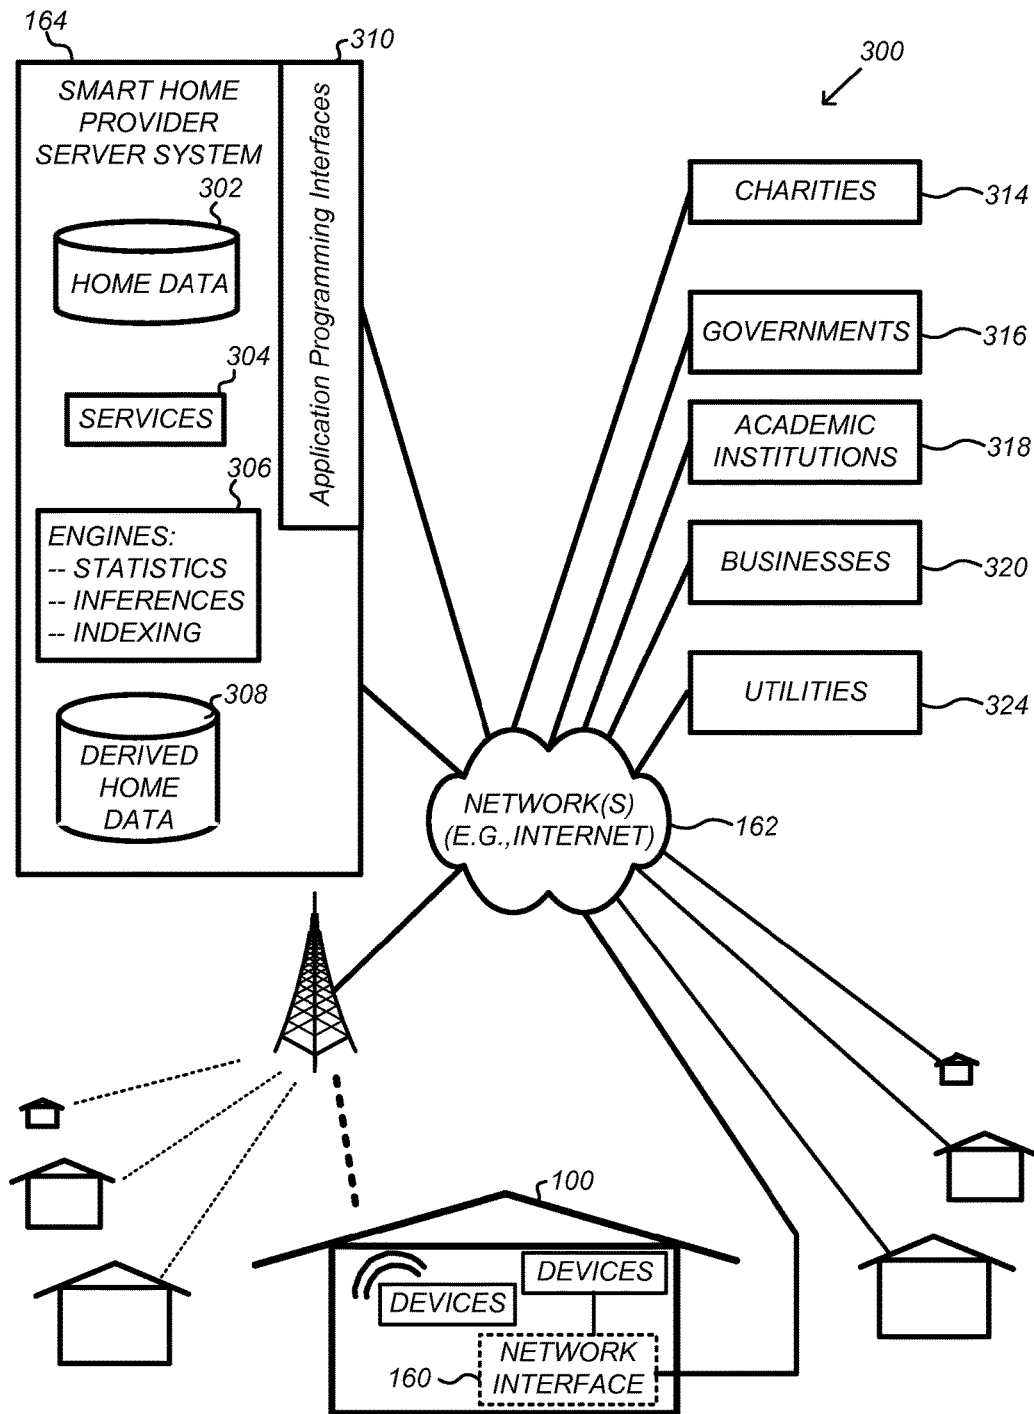 164
310
300
SMART HOME
PROVIDER
SERVER SYSTEM
Application Programming Interfaces
302
HOME DATA
304
SERVICES
306
ENGINES:
-- STATISTICS
-- INFERENCES
-- INDEXING
308
DERIVED
HOME
DATA
CHARITIES
314
GOVERNMENTS
316
ACADEMIC
INSTITUTIONS
318
BUSINESSES
320
UTILITIES
324
NETWORK(S)
(E.G.,INTERNET)
162
100
DEVICES
DEVICES
NETWORK
INTERFACE
160